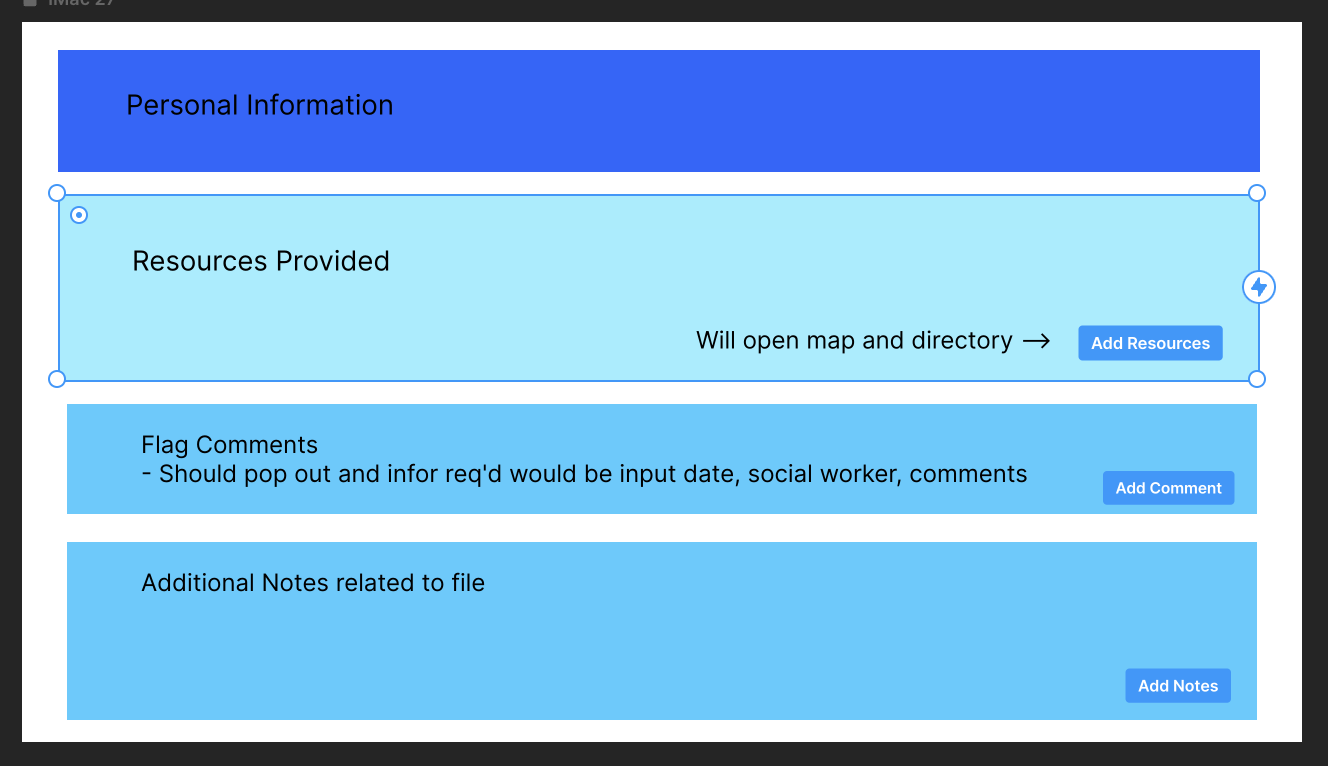 iMac 27
Personal Information
Resources Provided
Will open map and directory →
Add Resources
Flag Comments
- Should pop out and infor req'd would be input date, social worker, comments
Add Comment
Additional Notes related to file
Add Notes